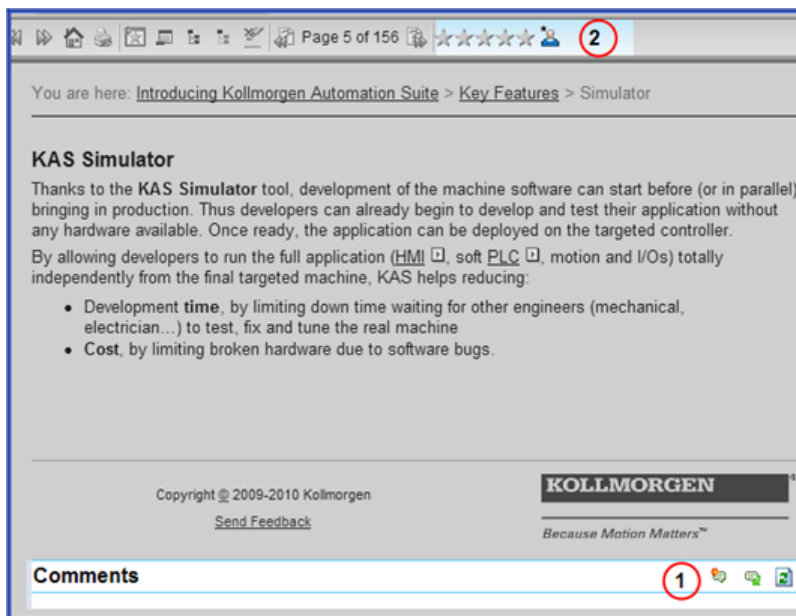 Page 5 of 156
2
You are here: Introducing Kollmorgen Automation Suite > Key Features > Simulator
KAS Simulator
Thanks to the KAS Simulator tool, development of the machine software can start before (or in parallel)
bringing in production. Thus developers can already begin to develop and test their application without
any hardware available. Once ready, the application can be deployed on the targeted controller.
By allowing developers to run the full application (HMI, soft PLC, motion and I/Os) totally
independently from the final targeted machine, KAS helps reducing:
• Development time, by limiting down time waiting for other engineers (mechanical,
electrician...) to test, fix and tune the real machine
• Cost, by limiting broken hardware due to software bugs.
Copyright © 2009-2010 Kollmorgen
Send Feedback
KOLLMORGEN®
Because Motion Matters™
Comments
1